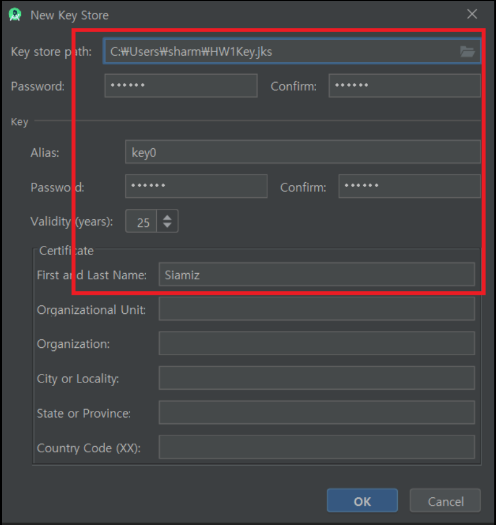 New Key Store
Key store path: C:₩Users₩sharm₩HW1Key.jks
Password: •••••• Confirm: ••••••
Key
Alias: key0
Password: •••••• Confirm: ••••••
Validity (years): 25
Certificate
First and Last Name: Siamiz
Organizational Unit:
Organization:
City or Locality:
State or Province:
Country Code (XX):
OK Cancel